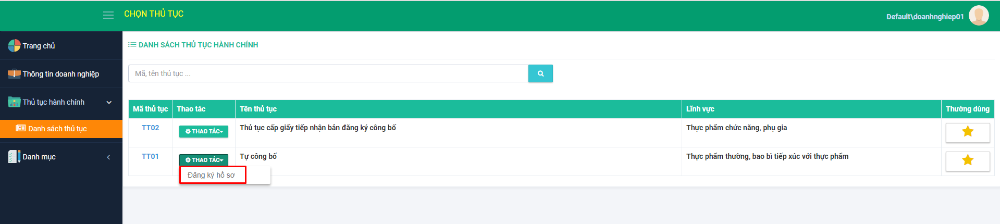 CHỌN THỦ TỤC
Default\doanhnghiep01
Trang chủ
Thông tin doanh nghiệp
Thủ tục hành chính
Danh sách thủ tục
Danh mục
DANH SÁCH THỦ TỤC HÀNH CHÍNH
Mã, tên thủ tục ...
Mã thủ tục Thao tác Tên thủ tục Lĩnh vực Thường dùng
TT02 THAO TÁC Thủ tục cấp giấy tiếp nhận bản đăng ký công bố Thực phẩm chức năng, phụ gia
TT01 THAO TÁC Tự công bố Thực phẩm thường, bao bì tiếp xúc với thực phẩm
Đăng ký hồ sơ